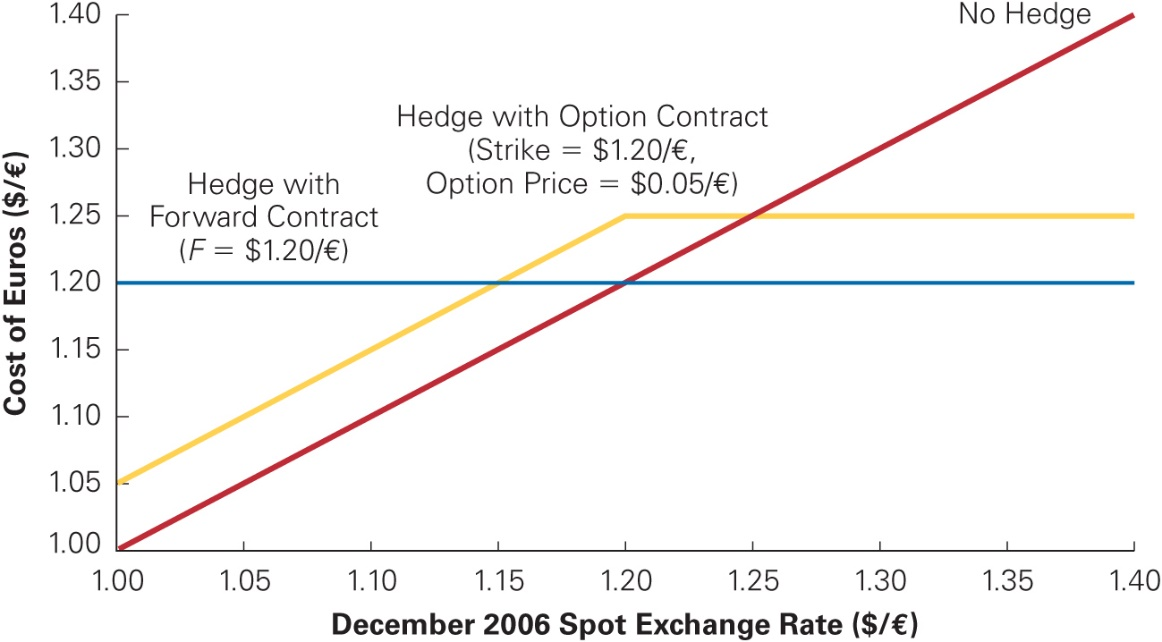 Cost of Euros ($/€)
1.40
1.35
1.30
1.25
1.20
1.15
1.10
1.05
1.00
No Hedge
Hedge with Option Contract
(Strike = $1.20/€,
Option Price = $0.05/€)
Hedge with
Forward Contract
(F = $1.20/€)
1.00 1.05 1.10 1.15 1.20 1.25 1.30 1.35 1.40
December 2006 Spot Exchange Rate ($/€)